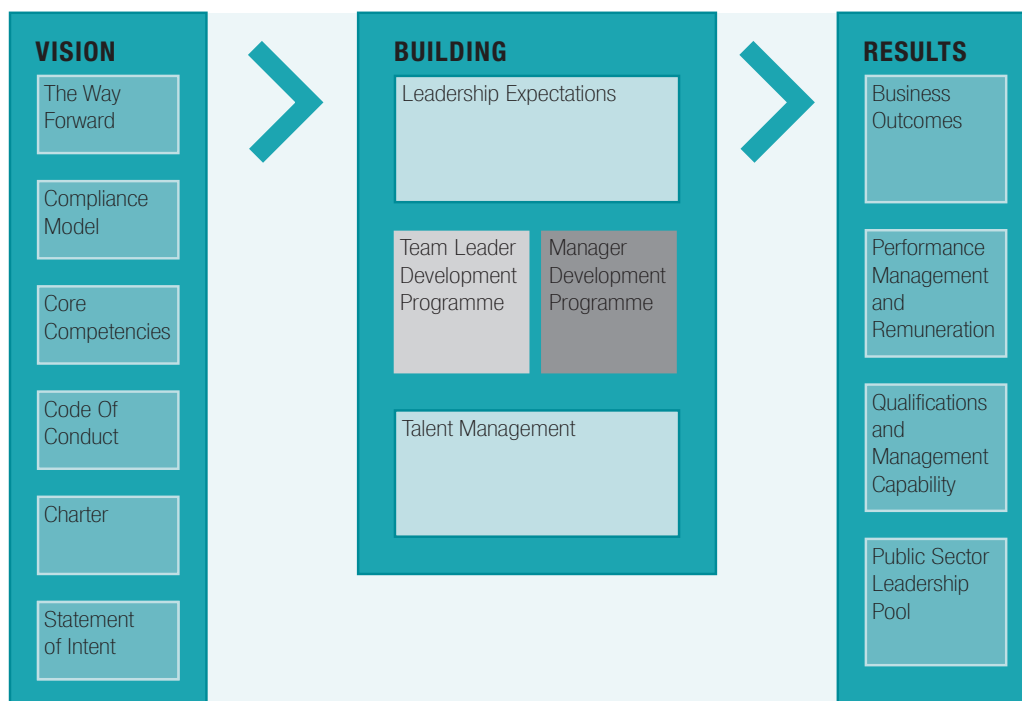 VISION
The Way
Forward
Compliance
Model
Core
Competencies
Code Of
Conduct
Charter
Statement
of Intent
BUILDING
Leadership Expectations
Team Leader
Development
Programme
Manager
Development
Programme
Talent Management
RESULTS
Business
Outcomes
Performance
Management
and
Remuneration
Qualifications
and
Management
Capability
Public Sector
Leadership
Pool